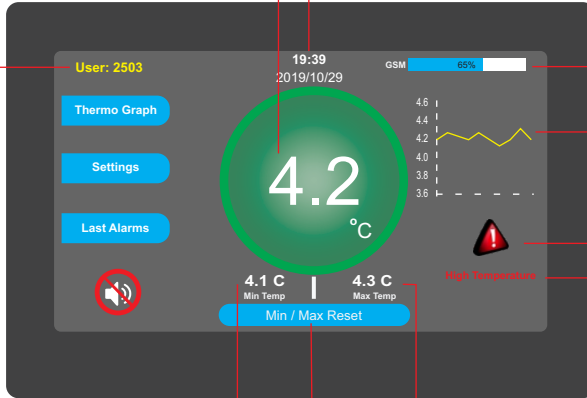 User: 2503
19:39
2019/10/29
GSM 65%
Thermo Graph
Settings
Last Alarms
4.2
°C
4.6
4.4
4.2
4.0
3.8
3.6
High Temperature
4.1 C
Min Temp
4.3 C
Max Temp
Min / Max Reset